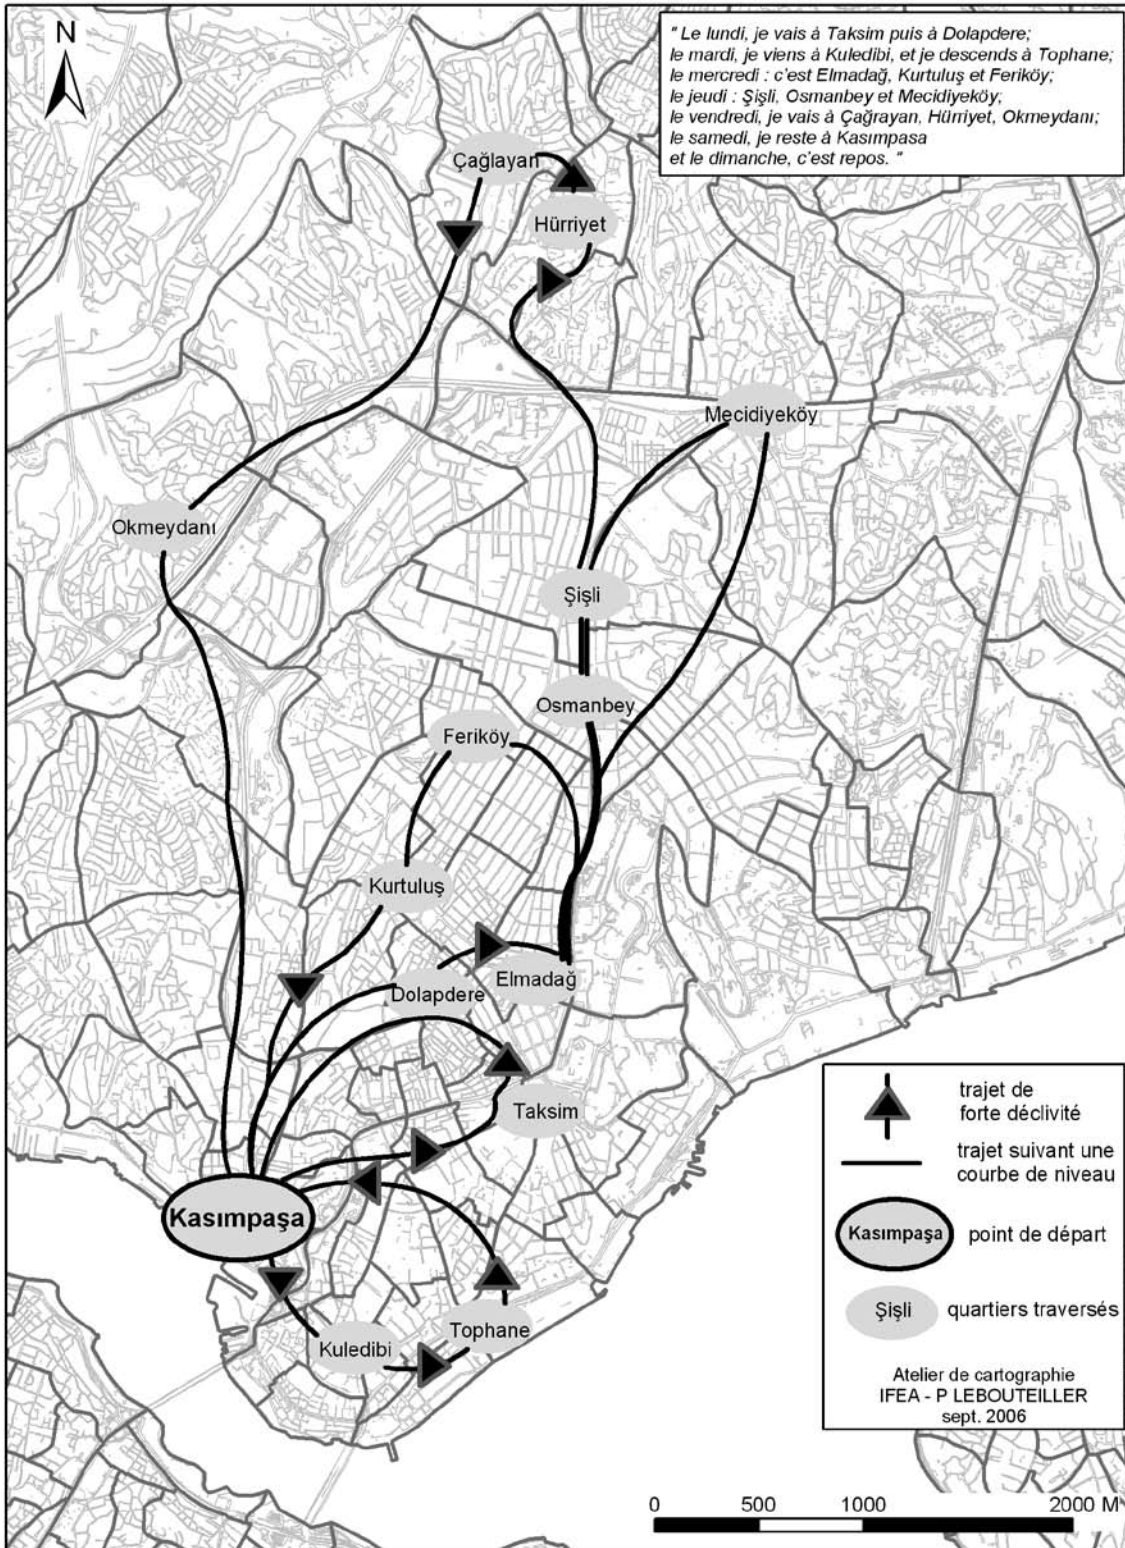 N
" Le lundi, je vais à Taksim puis à Dolapdere;
le mardi, je viens à Kuledibi, et je descends à Tophane;
le mercredi : c'est Elmadağ, Kurtuluş et Feriköy;
le jeudi : Şişli, Osmanbey et Mecidiyeköy;
le vendredi, je vais à Çağrayan, Hürriyet, Okmeydanı;
le samedi, je reste à Kasımpasa
et le dimanche, c'est repos. "
Çağlayan
Hürriyet
Mecidiyeköy
Okmeydanı
Şişli
Osmanbey
Feriköy
Kurtuluş
Elmadağ
Dolapdere
Taksim
Kasımpaşa
Tophane
Kuledibi
trajet de
forte déclivité
trajet suivant une
courbe de niveau
Kasımpaşa
point de départ
Şişli
quartiers traversés
Atelier de cartographie
IFEA - P LEBOUTEILLER
sept. 2006
0 500 1000 2000 M